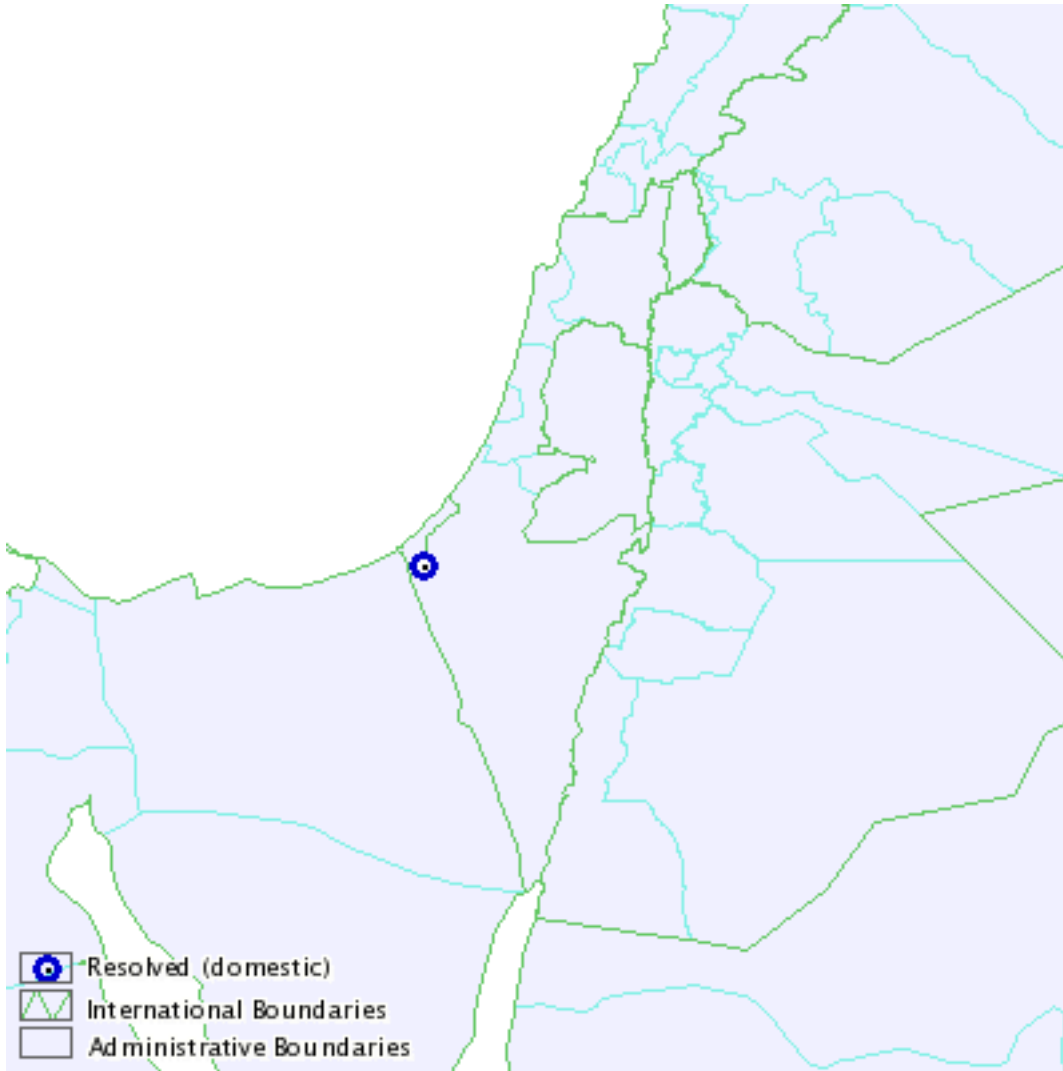 Resolved (domestic)
International Boundaries
Administrative Boundaries